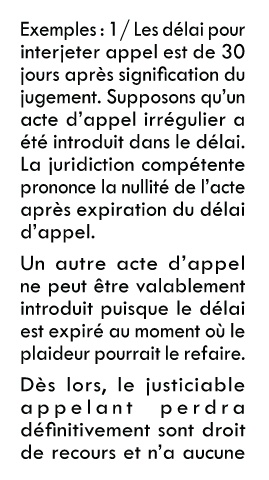 Exemples : 1/ Les délai pour
interjeter appel est de 30
jours après signification du
jugement. Supposons qu’un
acte d’appel irrégulier a
été introduit dans le délai.
La juridiction compétente
prononce la nullité de l’acte
après expiration du délai
d’appel.
Un autre acte d’appel
ne peut être valablement
introduit puisque le délai
est expiré au moment où le
plaideur pourrait le refaire.
Dès lors, le justiciable
appelant perdra
définitivement sont droit
de recours et n’a aucune